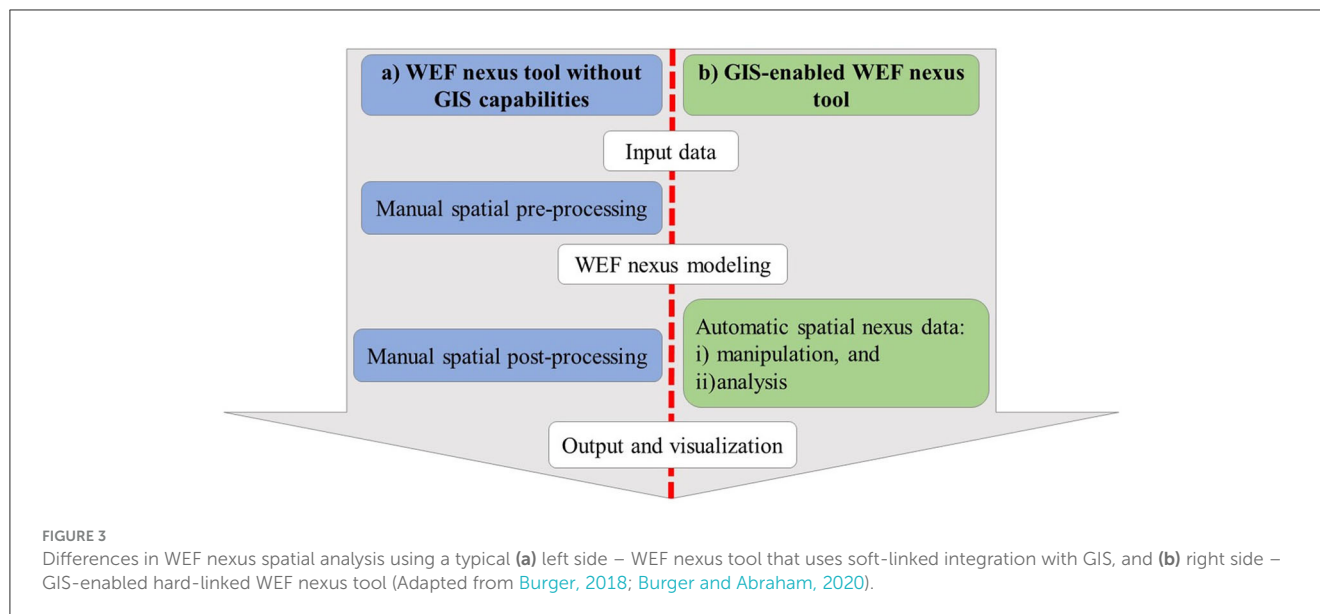 a) WEF nexus tool without
GIS capabilities
b) GIS-enabled WEF nexus
tool
Input data
Manual spatial pre-processing
WEF nexus modeling
Manual spatial post-processing
Automatic spatial nexus data:
i) manipulation, and
ii)analysis
Output and visualization
FIGURE 3
Differences in WEF nexus spatial analysis using a typical (a) left side – WEF nexus tool that uses soft-linked integration with GIS, and (b) right side –
GIS-enabled hard-linked WEF nexus tool (Adapted from Burger, 2018; Burger and Abraham, 2020).